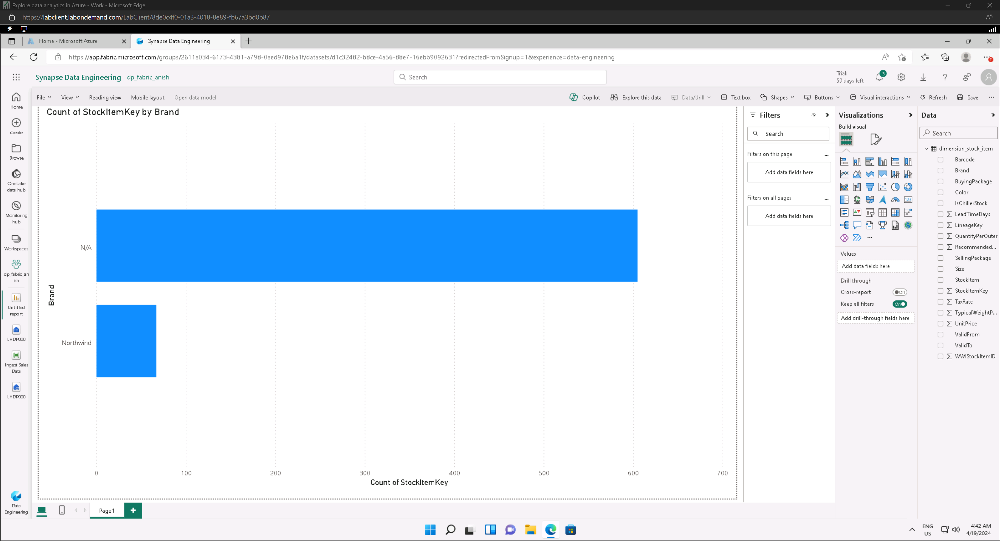 Explore data analytics in Azure - Work - Microsoft Edge
https://labclient.labondemand.com/LabClient/8de0c4f0-01a3-4018-8e89-fb67a3bd0b87
Home - Microsoft Azure
Synapse Data Engineering
https://app.fabric.microsoft.com/groups/2611a034-6173-4381-a798-0aed978e6a1f/datasets/d1c32482-b8ce-4a56-88e7-16ebb9092631?redirectedFromSignup=1&experience=data-engineering
Synapse Data Engineering dp_fabric_anish
Search
Trial:
59 days left
3
File View Reading view Mobile layout Open data model
Copilot Explore this data Data/drill Text box Shapes Buttons Visual interactions Refresh Save
Home
Create
Browse
OneLake
data hub
Monitoring
hub
Workspaces
dp_fabric_an
ish
Untitled
report
LHDP000
Ingest Sales
Data
LHDP000
Data
Engineering
Count of StockItemKey by Brand
Brand
N/A
Northwind
0 100 200 300 400 500 600 700
Count of StockItemKey
Page 1
Filters
Search
Filters on this page
Add data fields here
Filters on all pages
Add data fields here
Visualizations
Build visual
123
Values
Add data fields here
Drill through
Cross-report Off
Keep all filters On
Add drill-through fields here
Data
Search
dimension_stock_item
Barcode
Brand
BuyingPackage
Color
IsChillerStock
LeadTimeDays
LineageKey
QuantityPerOuter
Recommended...
SellingPackage
Size
StockItem
StockItemKey
TaxRate
TypicalWeightP...
UnitPrice
ValidFrom
ValidTo
WWIStockItemID
ENG
US
4:42 AM
4/19/2024